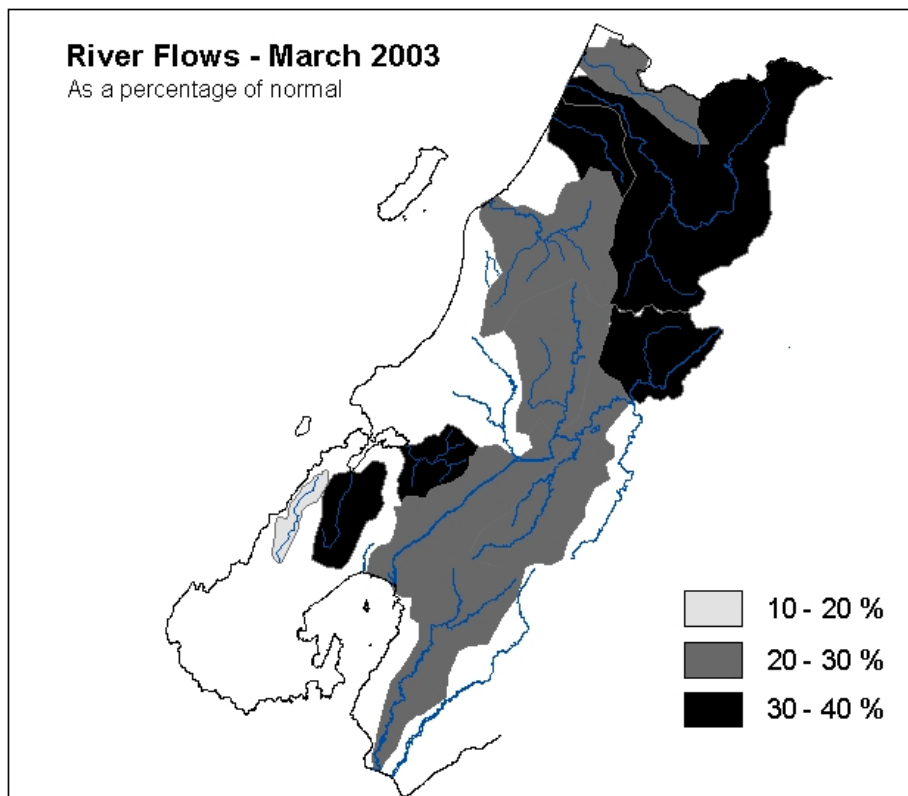 River Flows - March 2003
As a percentage of normal
10 - 20 %
20 - 30 %
30 - 40 %